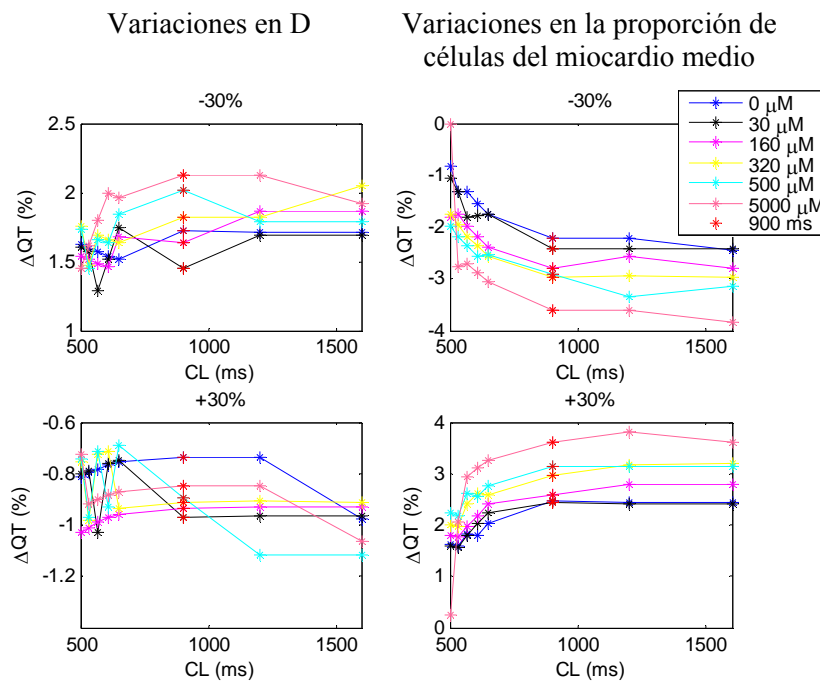 Variaciones en D
Variaciones en la proporción de
células del miocardio medio
-30%
2.5
2
1.5
1
ΔQT (%)
500
1000
1500
CL (ms)
-30%
0
-1
-2
-3
-4
ΔQT (%)
500
1000
1500
CL (ms)
0 μM
30 μM
160 μM
320 μM
500 μM
5000 μM
900 ms
+30%
-0.6
-0.8
-1
-1.2
ΔQT (%)
500
1000
1500
CL (ms)
+30%
4
3
2
1
0
ΔQT (%)
500
1000
1500
CL (ms)